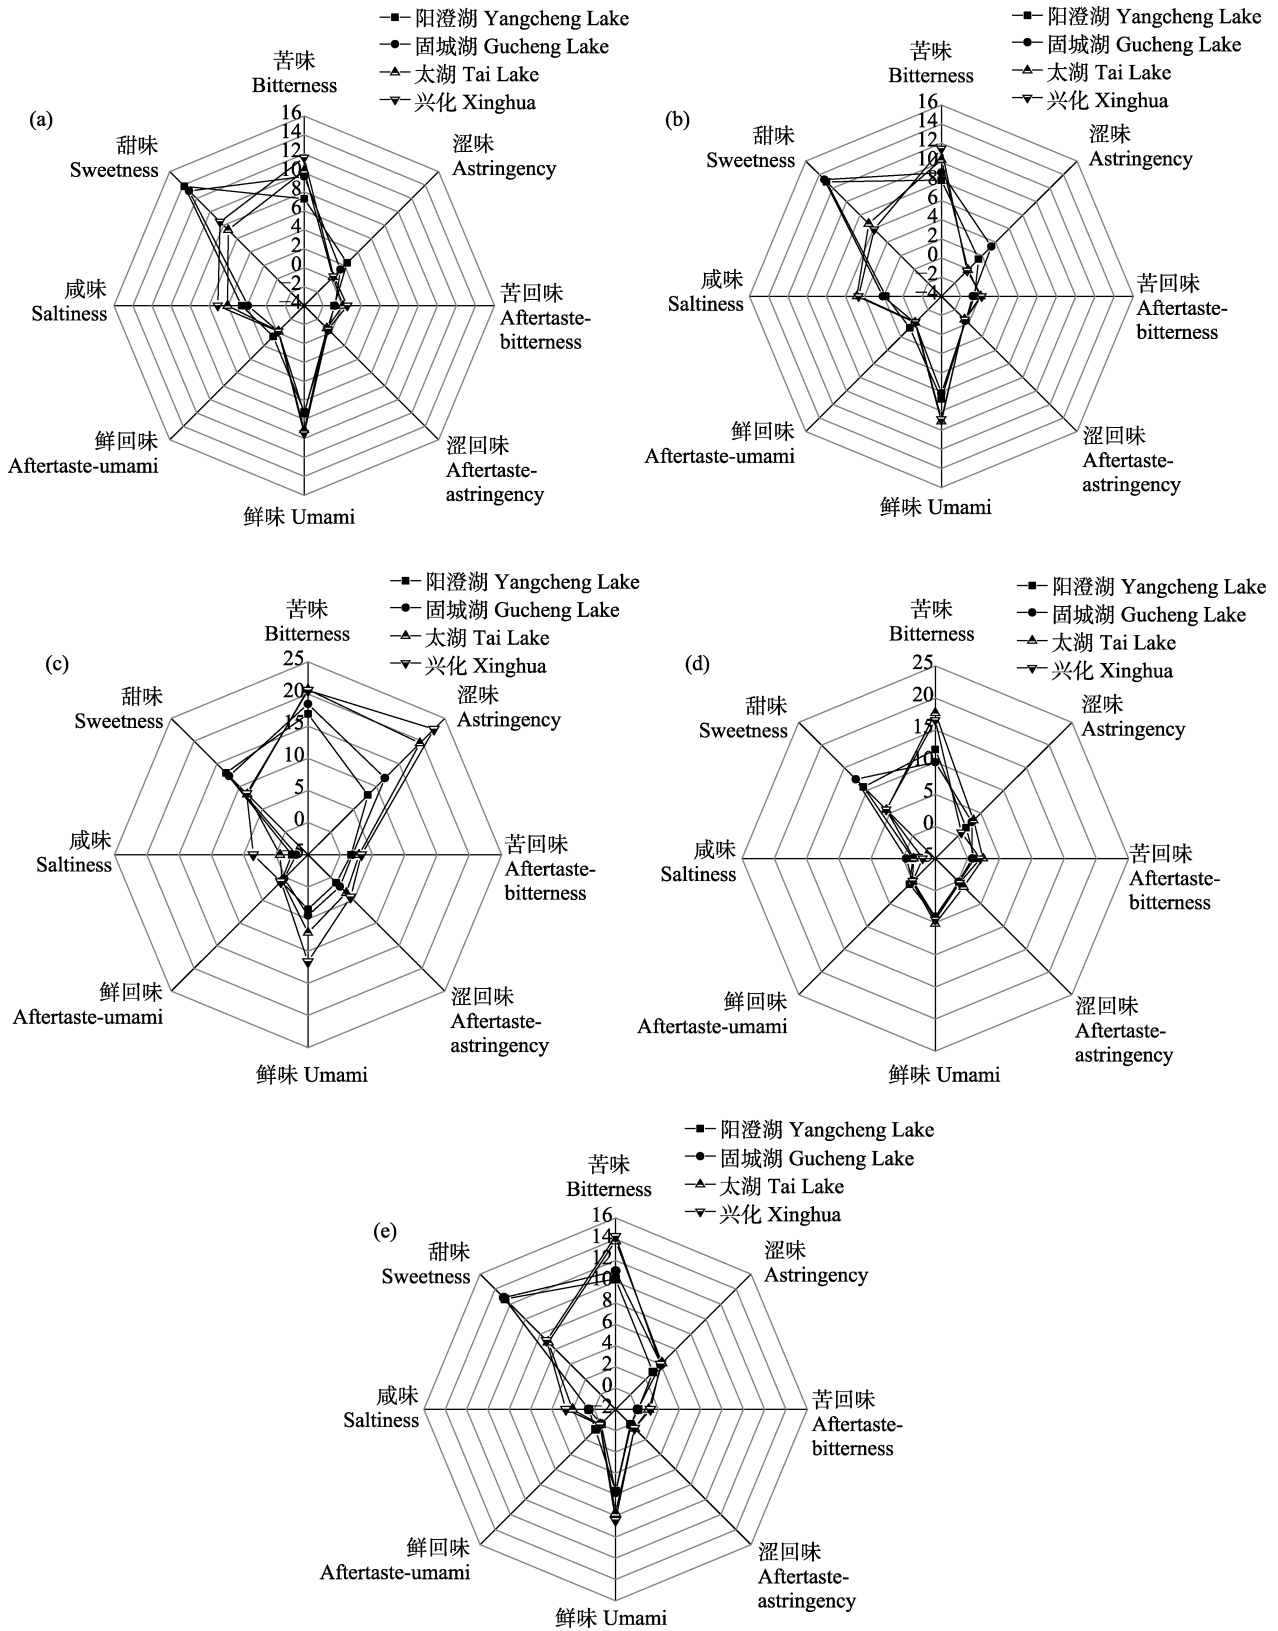 (a)
阳澄湖 Yangcheng Lake
固城湖 Gucheng Lake
太湖 Tai Lake
兴化 Xinghua
苦味
Bitterness
涩味
Astringency
苦回味
Aftertaste-
bitterness
涩回味
Aftertaste-
astringency
鲜味 Umami
鲜回味
Aftertaste-umami
咸味
Saltiness
甜味
Sweetness
16
14
12
10
8
6
4
2
0
−2
−4
(b)
阳澄湖 Yangcheng Lake
固城湖 Gucheng Lake
太湖 Tai Lake
兴化 Xinghua
苦味
Bitterness
涩味
Astringency
苦回味
Aftertaste-
bitterness
涩回味
Aftertaste-
astringency
鲜味 Umami
鲜回味
Aftertaste-umami
咸味
Saltiness
甜味
Sweetness
16
14
12
10
8
6
4
2
0
−2
−4
(c)
阳澄湖 Yangcheng Lake
固城湖 Gucheng Lake
太湖 Tai Lake
兴化 Xinghua
苦味
Bitterness
涩味
Astringency
苦回味
Aftertaste-
bitterness
涩回味
Aftertaste-
astringency
鲜味 Umami
鲜回味
Aftertaste-umami
咸味
Saltiness
甜味
Sweetness
25
20
15
10
5
0
(d)
阳澄湖 Yangcheng Lake
固城湖 Gucheng Lake
太湖 Tai Lake
兴化 Xinghua
苦味
Bitterness
涩味
Astringency
苦回味
Aftertaste-
bitterness
涩回味
Aftertaste-
astringency
鲜味 Umami
鲜回味
Aftertaste-umami
咸味
Saltiness
甜味
Sweetness
25
20
15
10
5
0
(e)
阳澄湖 Yangcheng Lake
固城湖 Gucheng Lake
太湖 Tai Lake
兴化 Xinghua
苦味
Bitterness
涩味
Astringency
苦回味
Aftertaste-
bitterness
涩回味
Aftertaste-
astringency
鲜味 Umami
鲜回味
Aftertaste-umami
咸味
Saltiness
甜味
Sweetness
16
14
12
10
8
6
4
2
0
−2